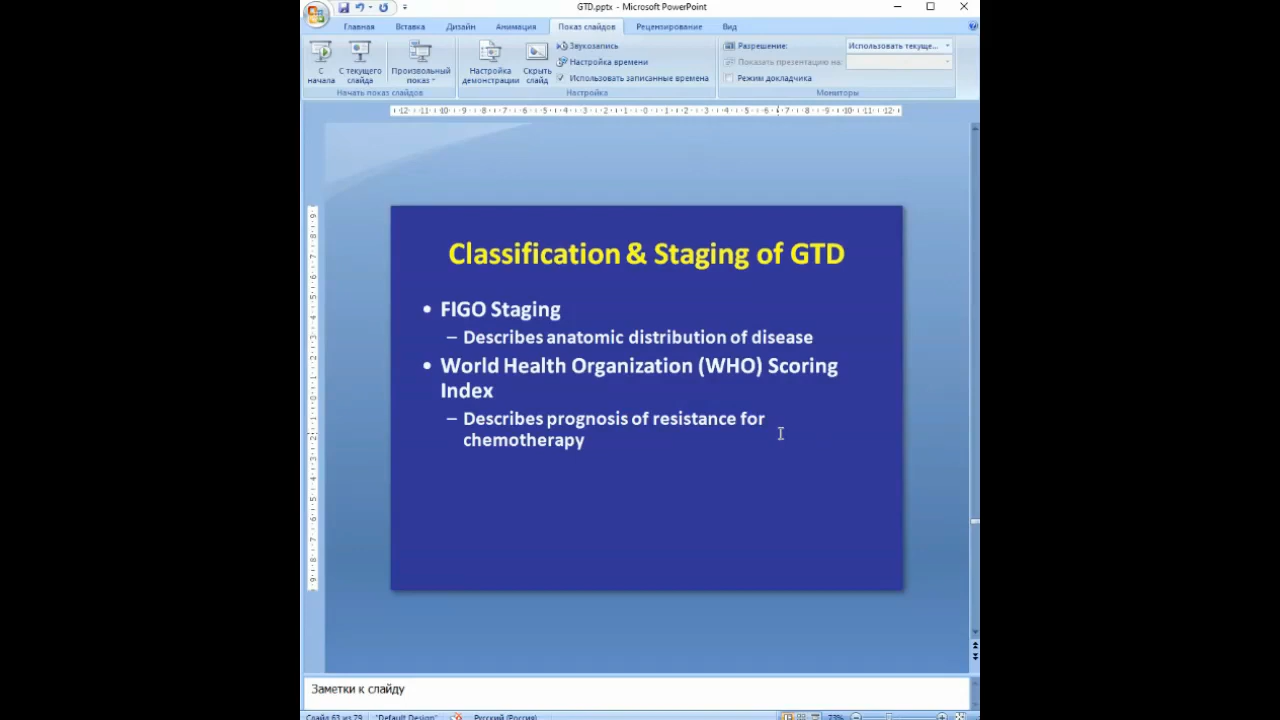 GTD.pptx - Microsoft PowerPoint
Главная Вставка Дизайн Анимация Показ слайдов Рецензирование Вид
С начала
С текущего слайда
Произвольный показ
Начать показ слайдов
Настройка демонстрации
Скрыть слайд
Звукозапись
Настройка времени
Использовать записанные времена
Настройка
Разрешение: Использовать текуще...
Показать презентацию на:
Режим докладчика
Мониторы
Classification & Staging of GTD
• FIGO Staging
– Describes anatomic distribution of disease
• World Health Organization (WHO) Scoring
Index
– Describes prognosis of resistance for
chemotherapy
Заметки к слайду
Слайд 63 из 79 "Default Design" Русский (Россия) 73%